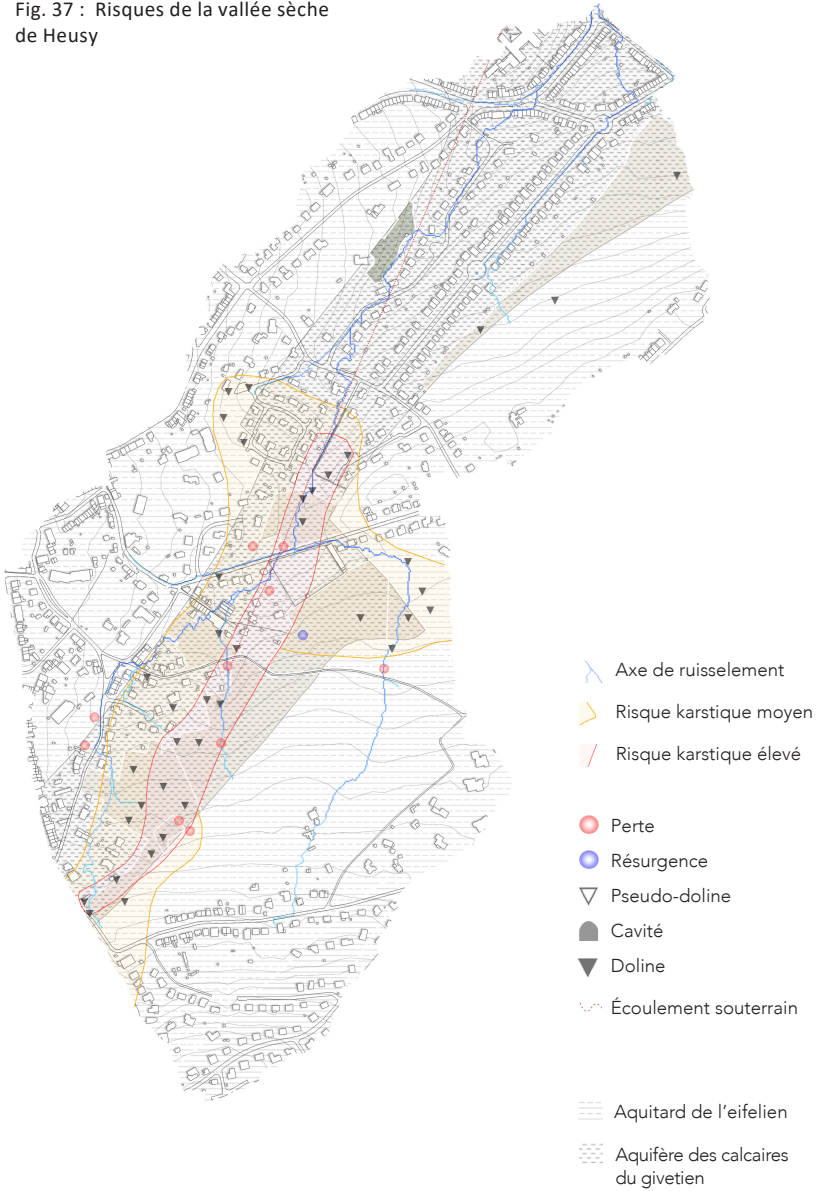 Fig. 37 : Risques de la vallée sèche
de Heusy
Axe de ruisselement
Risque karstique moyen
Risque karstique élevé
Perte
Résurgence
Pseudo-doline
Cavité
Doline
Écoulement souterrain
Aquitard de l'eifelien
Aquifère des calcaires
du givetien